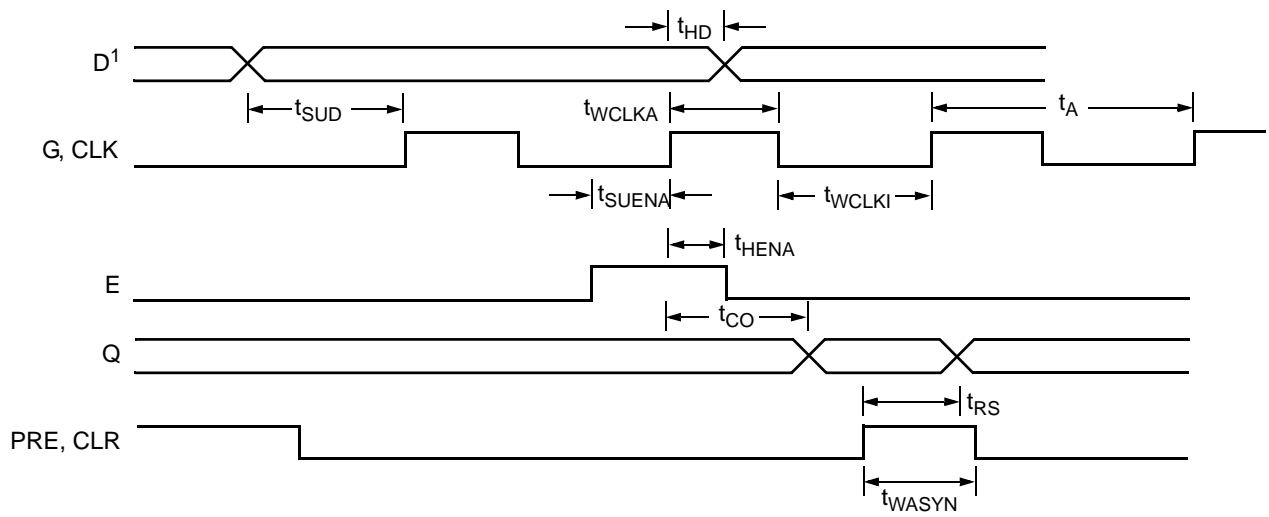 tHD
D1
tSUD
tWCLKA
tA
G, CLK
tSUENA
tWCLKI
tHENA
E
tCO
Q
tRS
PRE, CLR
tWASYN